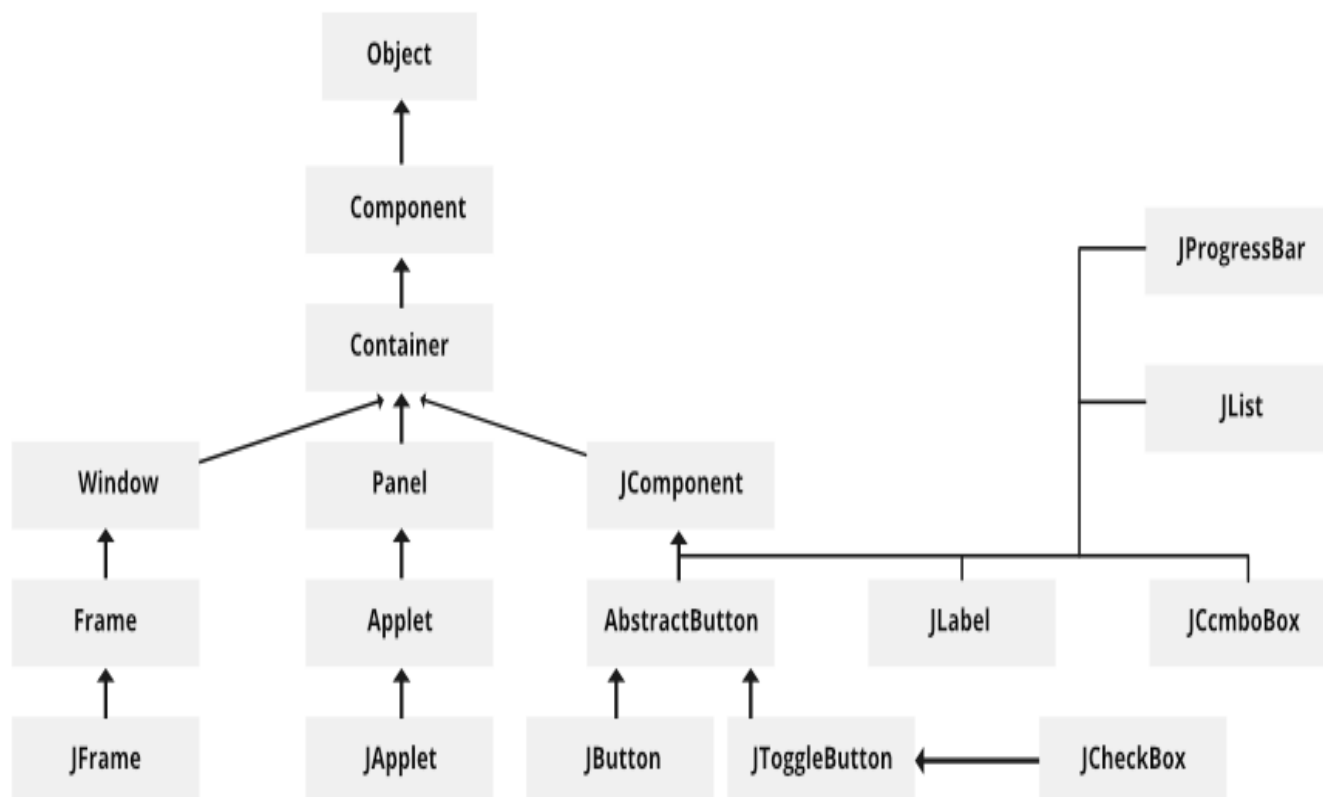 Object
Component
JProgressBar
Container
JList
Window
Panel
JComponent
Frame
Applet
AbstractButton
JLabel
JCcmboBox
JFrame
JApplet
JButton
JToggleButton
JCheckBox